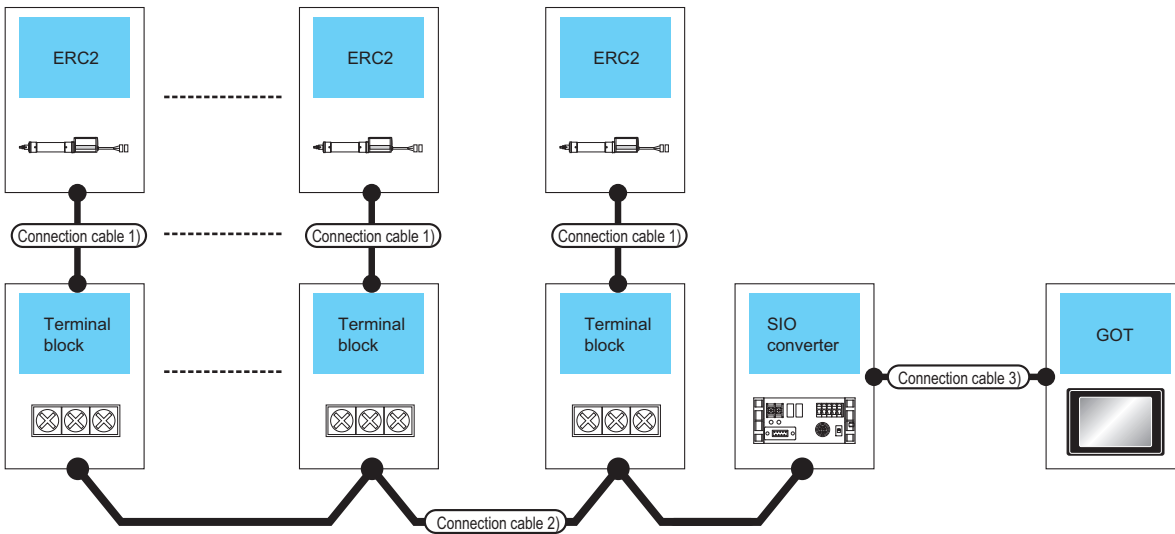 ERC2
ERC2
ERC2
Connection cable 1)
Connection cable 1)
Connection cable 1)
Terminal
block
Terminal
block
Terminal
block
SIO
converter
GOT
Connection cable 3)
Connection cable 2)